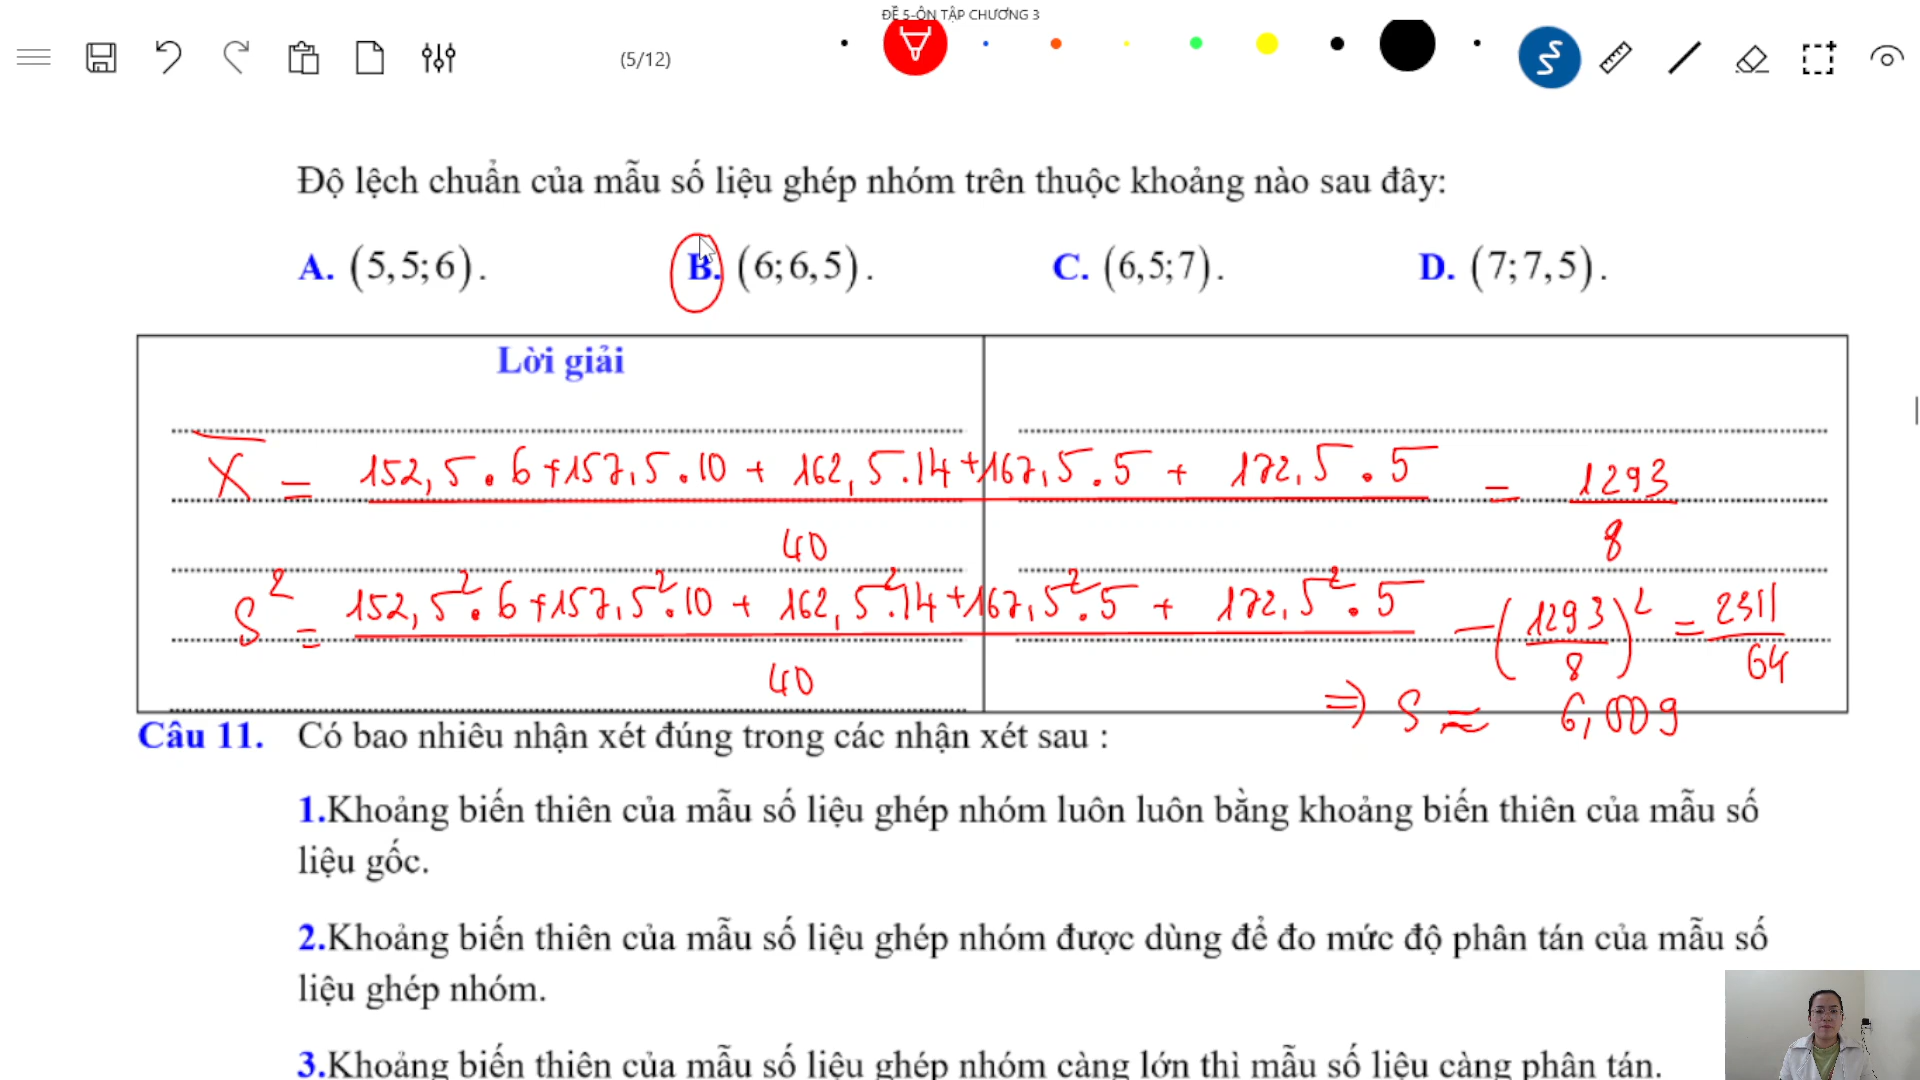 ĐỀ 5-ÔN TẬP CHƯƠNG 3
(5/12)
Độ lệch chuẩn của mẫu số liệu ghép nhóm trên thuộc khoảng nào sau đây:
A. (5,5;6). B. (6;6,5). C. (6,5;7). D. (7;7,5).
Lời giải
X̅ = (152,5.6+157,5.10 + 162,5.14+167,5.5 + 172,5.5)/40 = 1293/8
S² = (152,5².6+157,5².10 + 162,5².14+167,5².5 + 172,5².5)/40 - (1293/8)² = 2311/64
⇒ S ≈ 6,009
Câu 11. Có bao nhiêu nhận xét đúng trong các nhận xét sau :
1.Khoảng biến thiên của mẫu số liệu ghép nhóm luôn luôn bằng khoảng biến thiên của mẫu số
liệu gốc.
2.Khoảng biến thiên của mẫu số liệu ghép nhóm được dùng để đo mức độ phân tán của mẫu số
liệu ghép nhóm.
3.Khoảng biến thiên của mẫu số liệu ghép nhóm càng lớn thì mẫu số liệu càng phân tán.